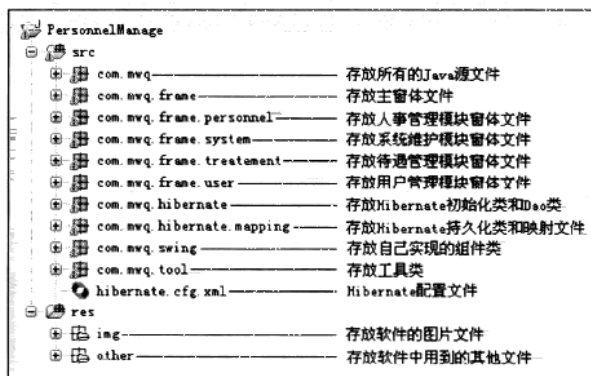 PersonnelManage
src
com.mwq 存放所有的Java源文件
com.mwq.frame 存放主窗体文件
com.mwq.frame.personnel 存放人事管理模块窗体文件
com.mwq.frame.system 存放系统维护模块窗体文件
com.mwq.frame.treatement 存放待遇管理模块窗体文件
com.mwq.frame.user 存放用户管理模块窗体文件
com.mwq.hibernate 存放Hibernate初始化类和Dao类
com.mwq.hibernate.mapping 存放Hibernate持久化类和映射文件
com.mwq.swing 存放自己实现的组件类
com.mwq.tool 存放工具类
hibernate.cfg.xml Hibernate配置文件
res
img 存放软件的图片文件
other 存放软件中用到的其他文件